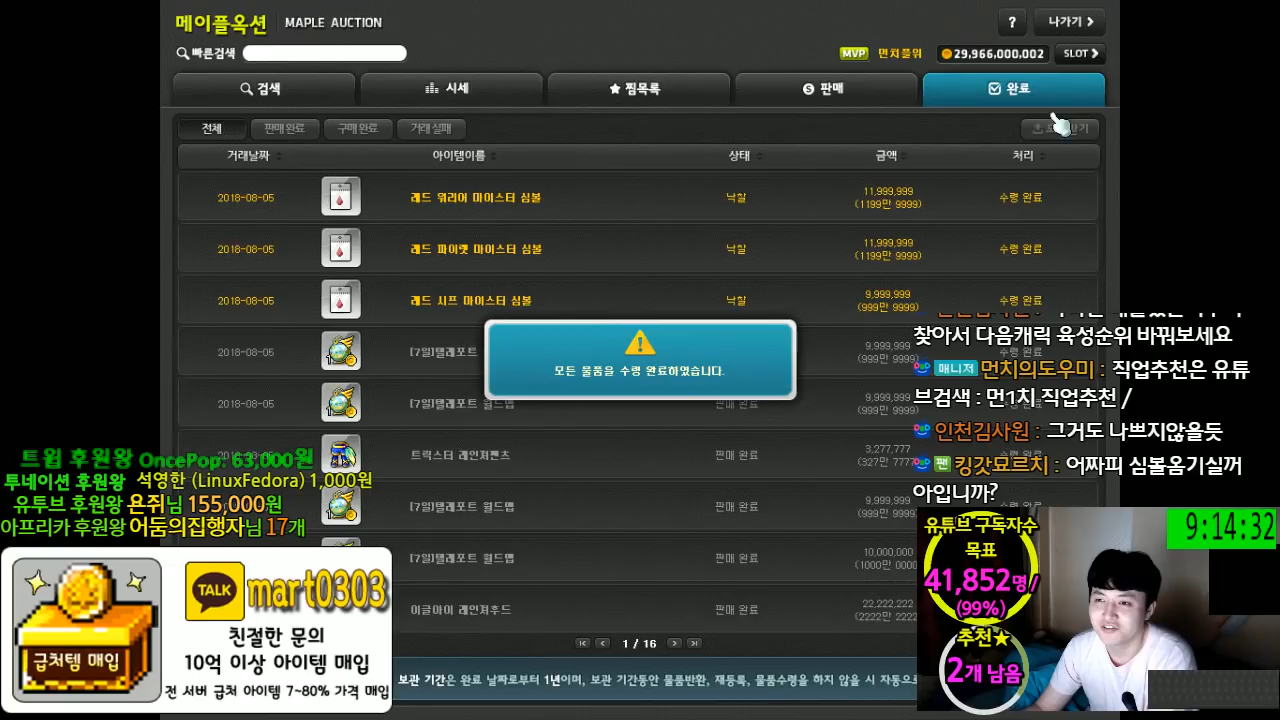 메이플옥션 MAPLE AUCTION
? 나가기
빠른검색
MVP 먼치플위 29,966,000,002 SLOT
검색 시세 찜목록 판매 완료
전체 판매 완료 구매 완료 거래 실패
거래날짜 아이템이름 상태 금액 처리
2018-08-05 레드 워리어 마이스터 심볼 낙찰 11,999,999 수령 완료
(1199만 9999)
2018-08-05 레드 파이렛 마이스터 심볼 낙찰 11,999,999 수령 완료
(1199만 9999)
2018-08-05 레드 시프 마이스터 심볼 낙찰 9,999,999 수령 완료
(999만 9999)
모든 물품을 수령 완료하였습니다.
2018-08-05 [7일]텔레포트 9,999,999
2018-08-05 [7일]텔레포트 월드맵 판매 완료 9,999,999
트릭스터 레인져팬츠 판매 완료 3,277,777
[7일]텔레포트 월드맵 판매 완료 9,999,999
[7일]텔레포트 월드맵 판매 완료 10,000,000
(1000만 0000
이글아이 레인져후드 판매 완료 22,222,222
(2222만 2222
1 / 16
보관 기간은 완료 날짜로부터 1년이며, 보관 기간동안 물품반환, 재등록, 물품수령을 하지 않을 시 자동으
찾아서 다음캐릭 육성순위 바꿔보세요
매니저 먼치의도우미 : 직업추천은 유튜
브검색 : 먼1치 직업추천 /
인천김사원 : 그거도 나쁘지않을듯
팬 킹갓묘르치 : 어짜피 심볼옴기실꺼
아입니까?
트윕 후원왕 OncePop: 63,000원
투네이션 후원왕 석영한 (LinuxFedora) 1,000원
유튜브 후원왕 욘쥐님 155,000원
아프리카 후원왕 어둠의집행자님 17개
급처템 매입
TALK mart0303
친절한 문의
10억 이상 아이템 매입
전 서버 급처 아이템 7~80% 가격 매입
유튜브 구독자수
목표
41,852명/
(99%)
추천★
2개 남음
9:14:32